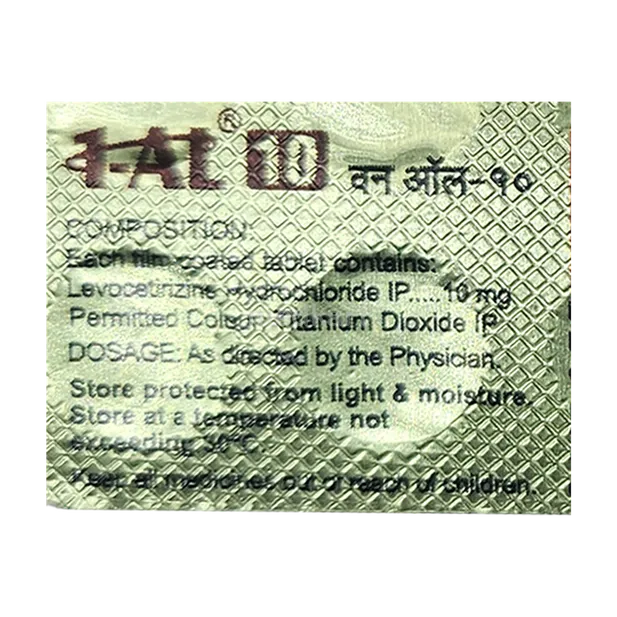 1-AL® 10 वन ऑल-१०
COMPOSITION:
Each film coated tablet contains:
Levocetirizine Hydrochloride IP.....10 mg
Permitted Colour: Titanium Dioxide IP
DOSAGE: As directed by the Physician.
Store protected from light & moisture.
Store at a temperature not
exceeding 30°C.
Keep all medicines out of reach of children.